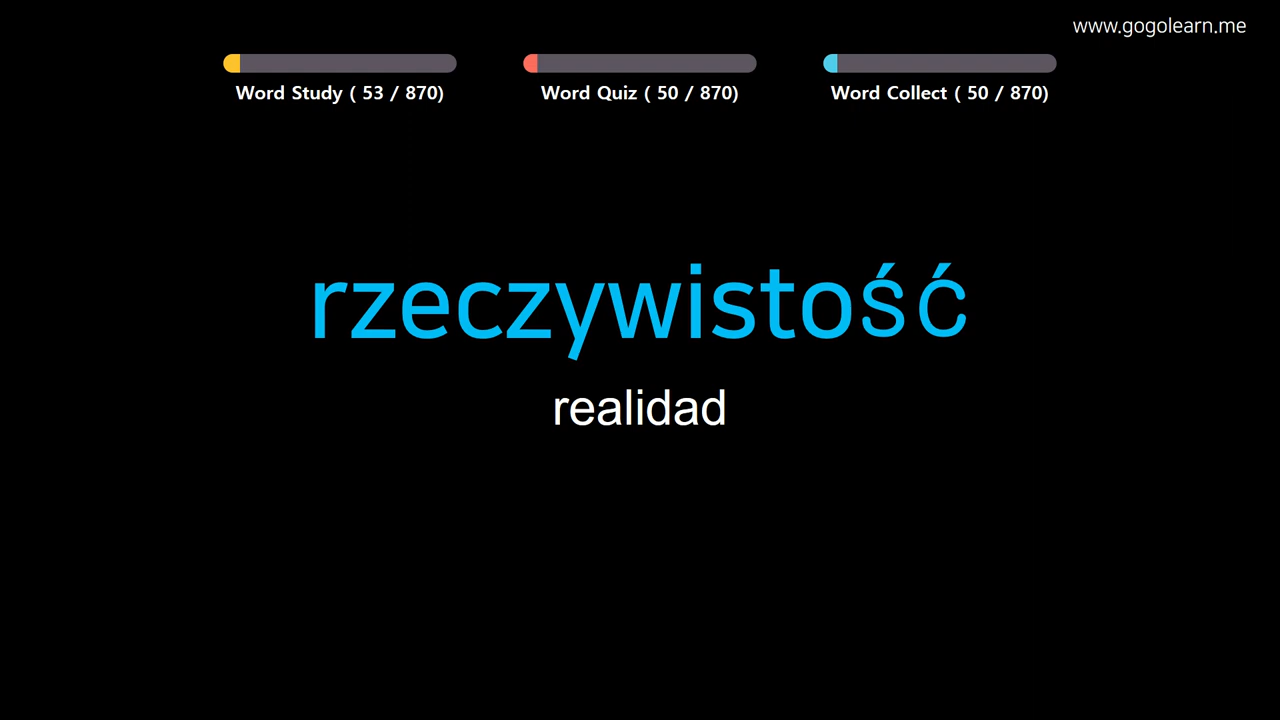 www.gogolearn.me
Word Study ( 53 / 870)
Word Quiz ( 50 / 870)
Word Collect ( 50 / 870)
rzeczywistość
realidad